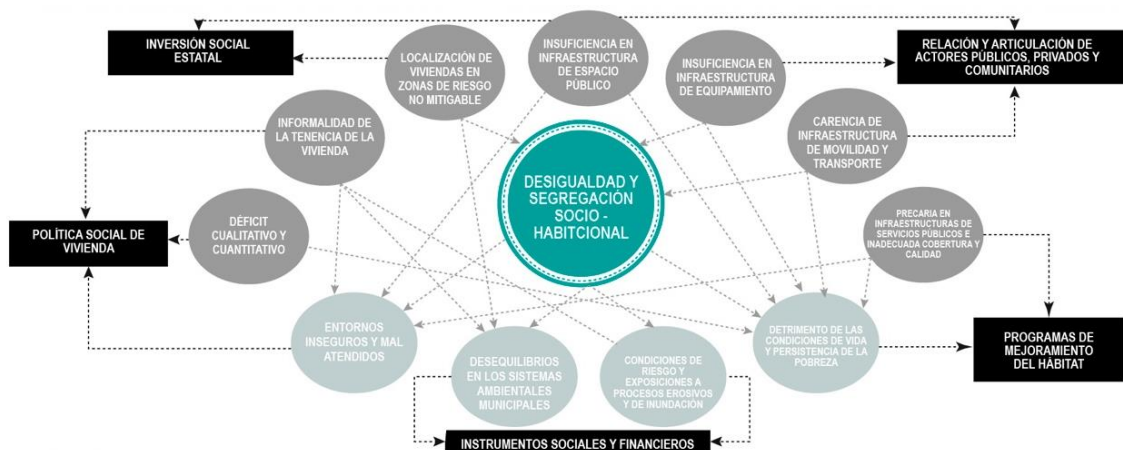 INVERSIÓN SOCIAL
ESTATAL
LOCALIZACIÓN DE
VIVIENDAS EN
ZONAS DE RIESGO
NO MITIGABLE
INSUFICIENCIA EN
INFRAESTRUCTURA
DE ESPACIO
PÚBLICO
INSUFICIENCIA EN
INFRAESTRUCTURA
DE EQUIPAMIENTO
RELACIÓN Y ARTICULACIÓN DE
ACTORES PÚBLICOS, PRIVADOS Y
COMUNITARIOS
INFORMALIDAD DE
LA TENENCIA DE LA
VIVIENDA
CARENCIA DE
INFRAESTRUCTURA
DE MOVILIDAD Y
TRANSPORTE
DESIGUALDAD Y
SEGREGACIÓN
SOCIO -
HABITCIONAL
POLÍTICA SOCIAL DE
VIVIENDA
DÉFICIT
CUALITATIVO Y
CUANTITATIVO
PRECARIA EN
INFRAESTRUCTURAS DE
SERVICIOS PÚBLICOS E
INADECUADA COBERTURA Y
CALIDAD
ENTORNOS
INSEGUROS Y MAL
ATENDIDOS
DESEQUILIBRIOS
EN LOS SISTEMAS
AMBIENTALES
MUNICIPALES
CONDICIONES DE
RIESGO Y
EXPOSICIONES A
PROCESOS EROSIVOS
Y DE INUNDACIÓN
DETRIMENTO DE LAS
CONDICIONES DE VIDA
Y PERSISTENCIA DE LA
POBREZA
PROGRAMAS DE
MEJORAMIENTO
DEL HÁBITAT
INSTRUMENTOS SOCIALES Y FINANCIEROS